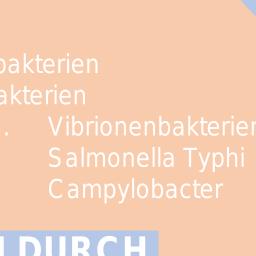 bakterien
akterien
. Vibrionenbakterien
Salmonella Typhi
Campylobacter
DURCH